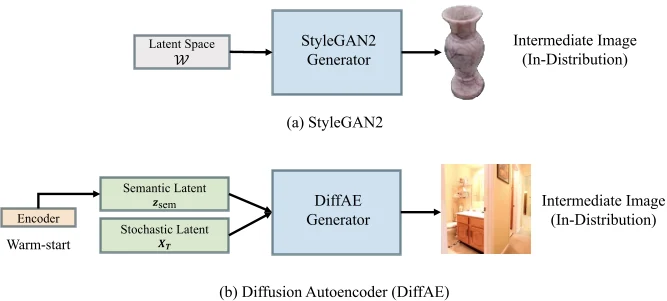 Latent Space
𝒲
StyleGAN2
Generator
Intermediate Image
(In-Distribution)
(a) StyleGAN2
Encoder
Warm-start
Semantic Latent
z_sem
Stochastic Latent
X_T
DiffAE
Generator
Intermediate Image
(In-Distribution)
(b) Diffusion Autoencoder (DiffAE)